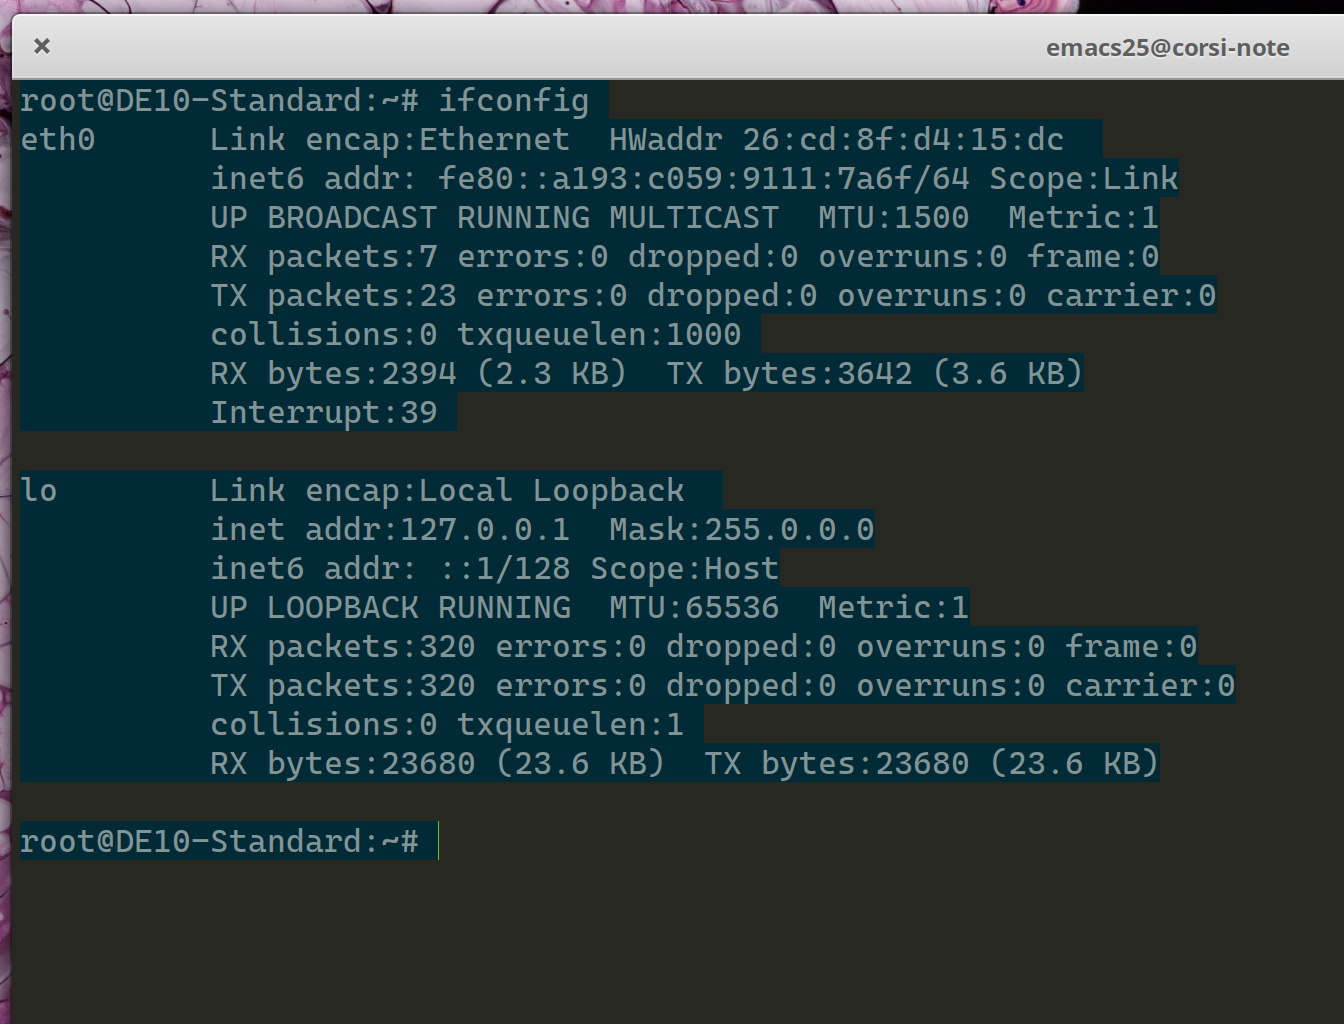 emacs25@corsi-note
root@DE10-Standard:~# ifconfig
eth0      Link encap:Ethernet  HWaddr 26:cd:8f:d4:15:dc
          inet6 addr: fe80::a193:c059:9111:7a6f/64 Scope:Link
          UP BROADCAST RUNNING MULTICAST  MTU:1500  Metric:1
          RX packets:7 errors:0 dropped:0 overruns:0 frame:0
          TX packets:23 errors:0 dropped:0 overruns:0 carrier:0
          collisions:0 txqueuelen:1000
          RX bytes:2394 (2.3 KB)  TX bytes:3642 (3.6 KB)
          Interrupt:39
lo        Link encap:Local Loopback
          inet addr:127.0.0.1  Mask:255.0.0.0
          inet6 addr: ::1/128 Scope:Host
          UP LOOPBACK RUNNING  MTU:65536  Metric:1
          RX packets:320 errors:0 dropped:0 overruns:0 frame:0
          TX packets:320 errors:0 dropped:0 overruns:0 carrier:0
          collisions:0 txqueuelen:1
          RX bytes:23680 (23.6 KB)  TX bytes:23680 (23.6 KB)
root@DE10-Standard:~#